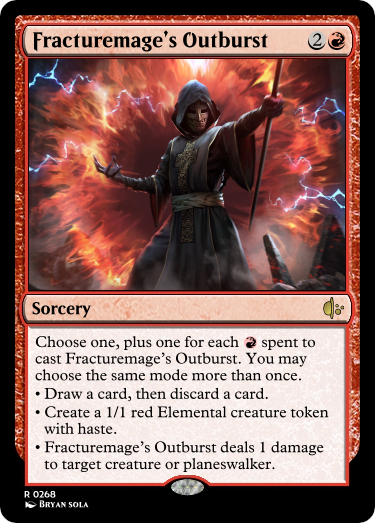 Fracturemage's Outburst 2
Sorcery
Choose one, plus one for each spent to
cast Fracturemage's Outburst. You may
choose the same mode more than once.
• Draw a card, then discard a card.
• Create a 1/1 red Elemental creature token
with haste.
• Fracturemage's Outburst deals 1 damage
to target creature or planeswalker.
R 0268
Bryan sola